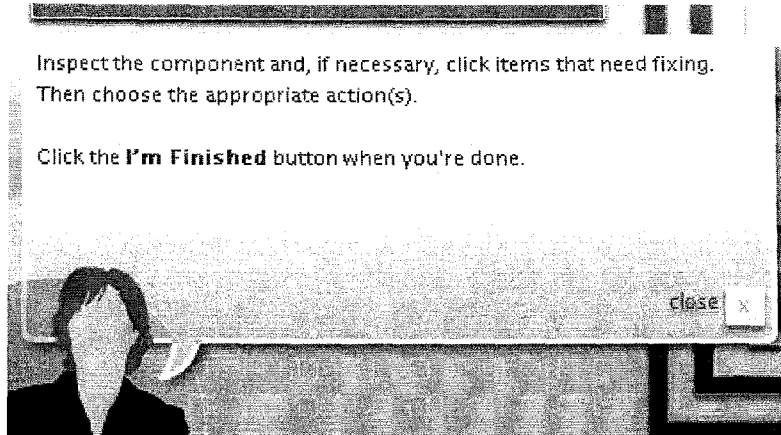 Inspect the component and, if necessary, click items that need fixing.
Then choose the appropriate action(s).
Click the I'm Finished button when you're done.
close x